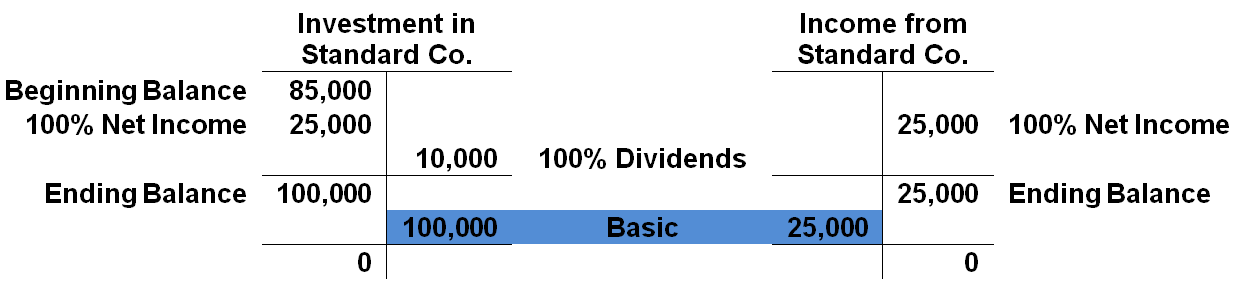 Investment in Income from
Standard Co. Standard Co.
Beginning Balance 85,000
100% Net Income 25,000 25,000 100% Net Income
10,000 100% Dividends
Ending Balance 100,000 25,000 Ending Balance
100,000 Basic 25,000
0 0